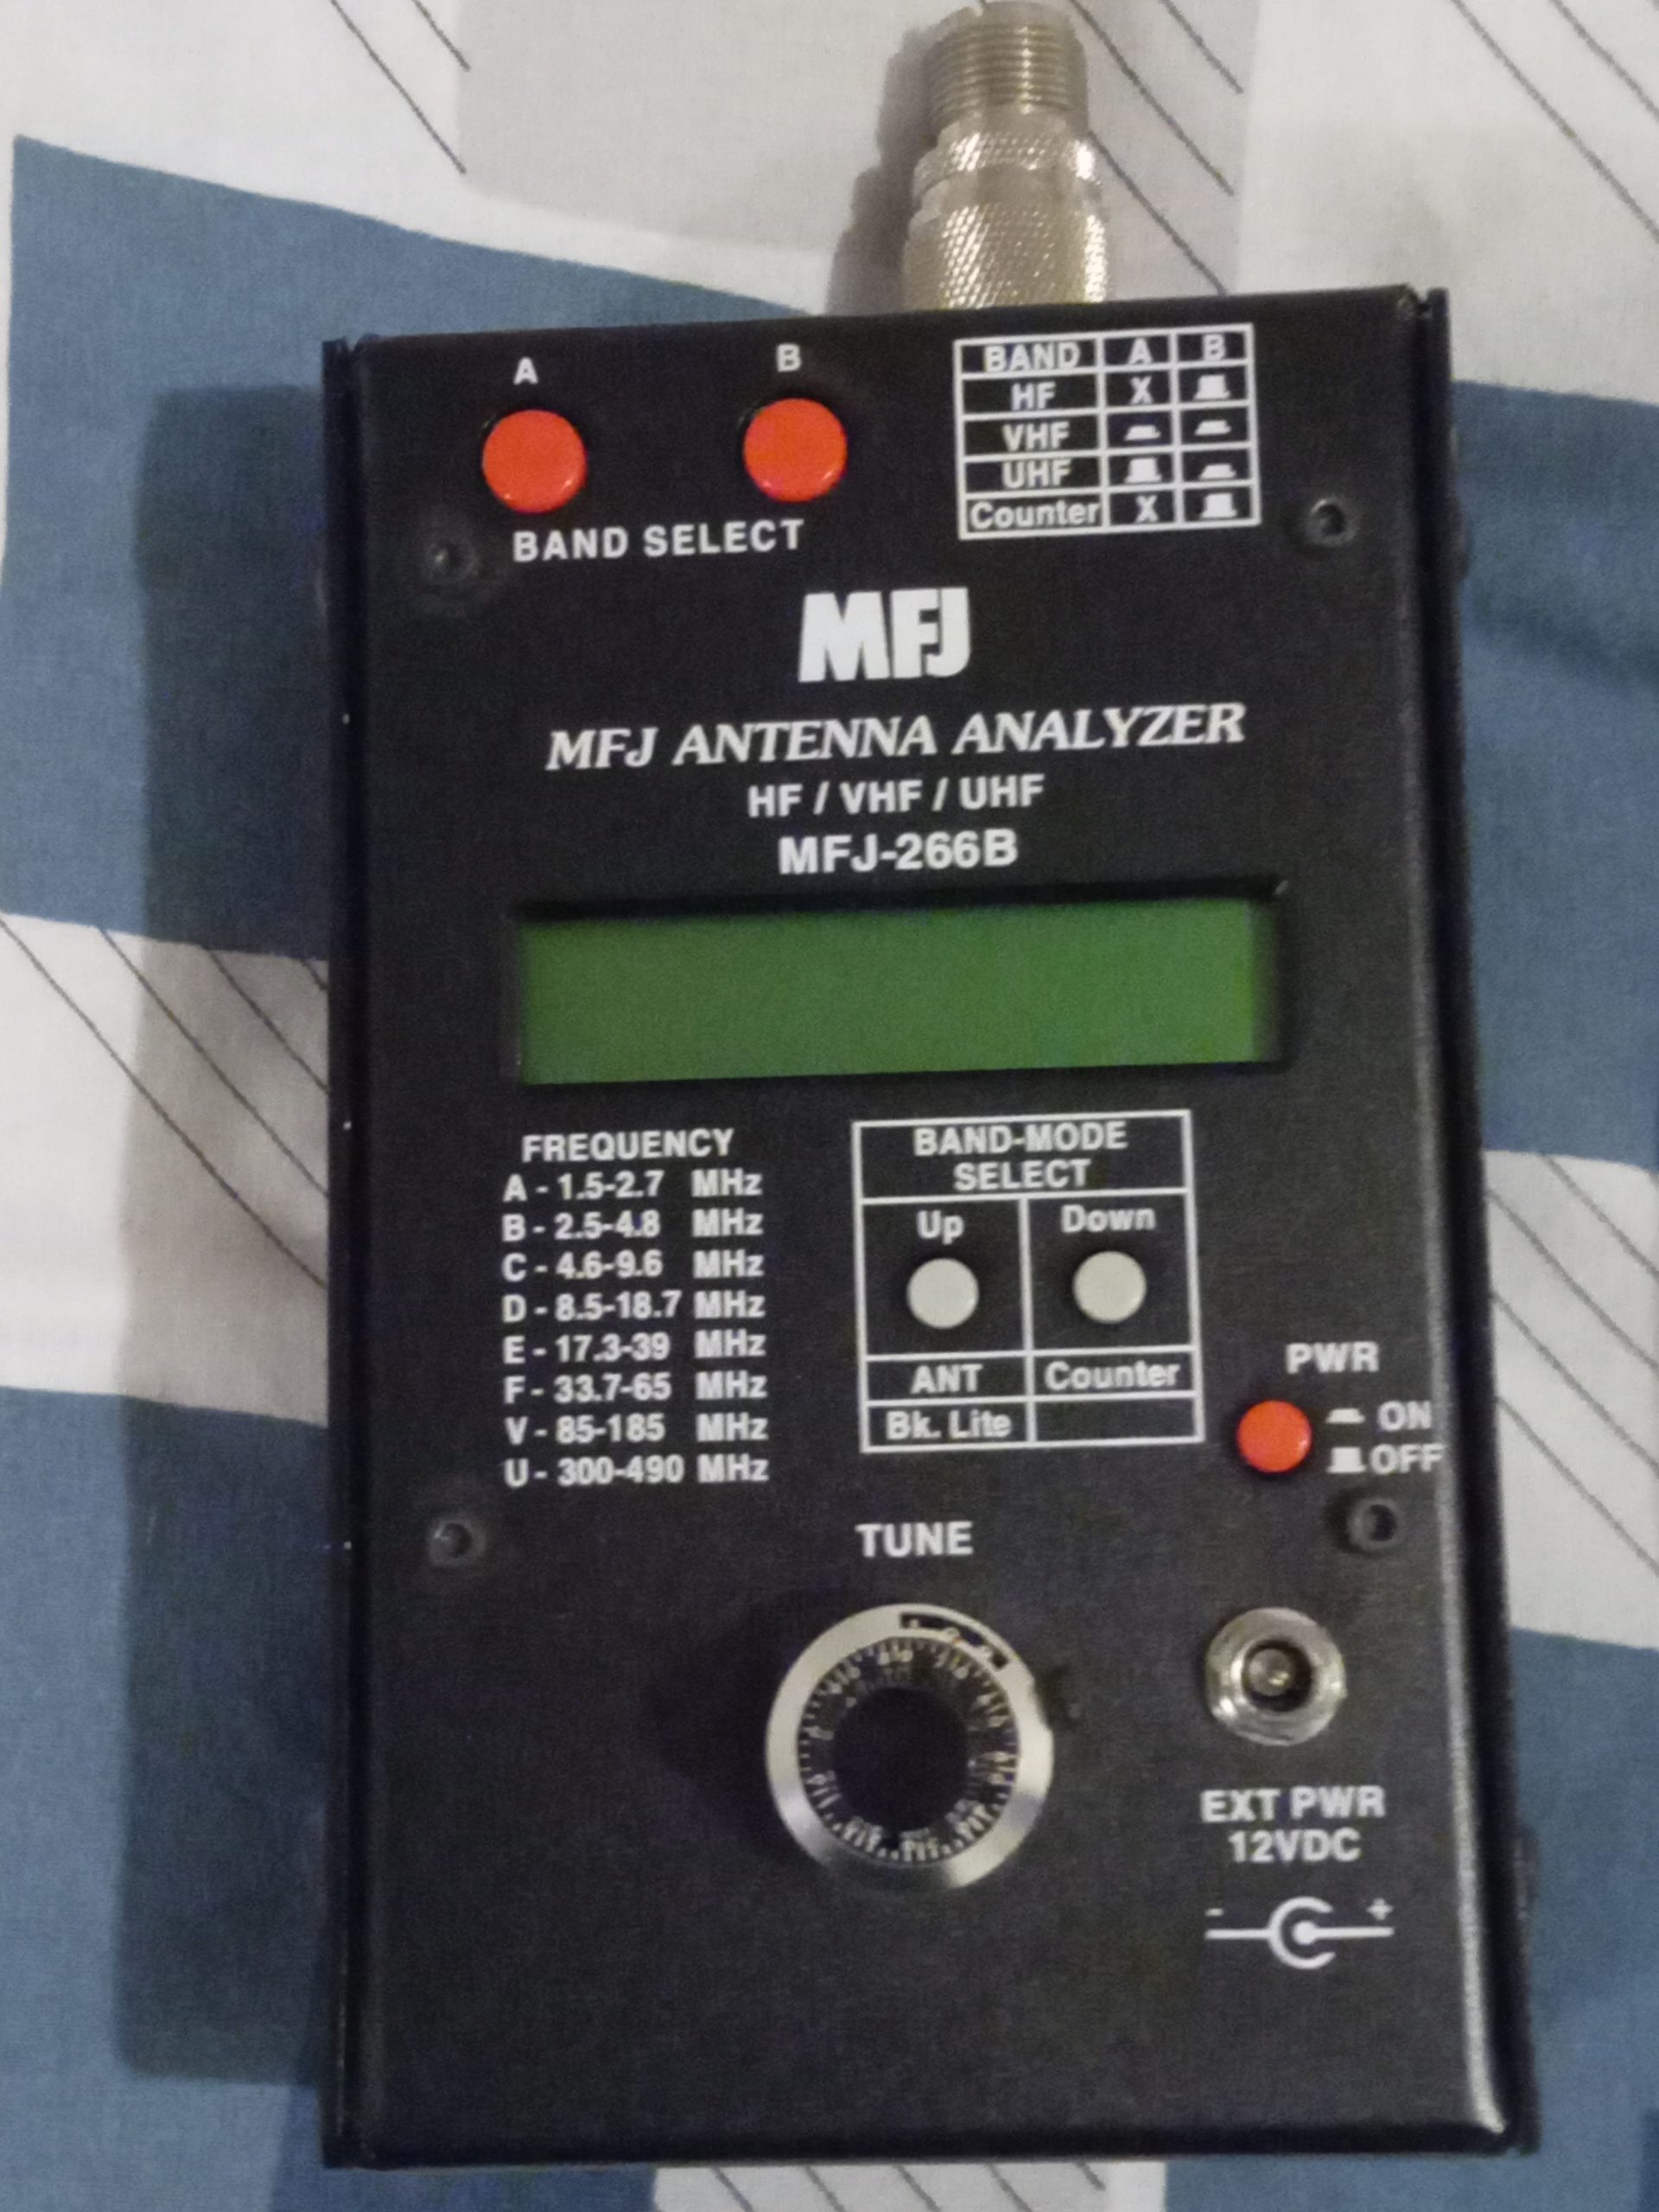 A B
BAND SELECT
BAND A B
HF X
VHF
UHF
Counter X
MFJ
MFJ ANTENNA ANALYZER
HF / VHF / UHF
MFJ-266B
FREQUENCY
A - 1.5-2.7 MHz
B - 2.5-4.8 MHz
C - 4.6-9.6 MHz
D - 8.5-18.7 MHz
E - 17.3-39 MHz
F - 33.7-65 MHz
V - 85-185 MHz
U - 300-490 MHz
BAND-MODE
SELECT
Up Down
ANT Counter
Bk. Lite
PWR
ON
OFF
TUNE
EXT PWR
12VDC
- +